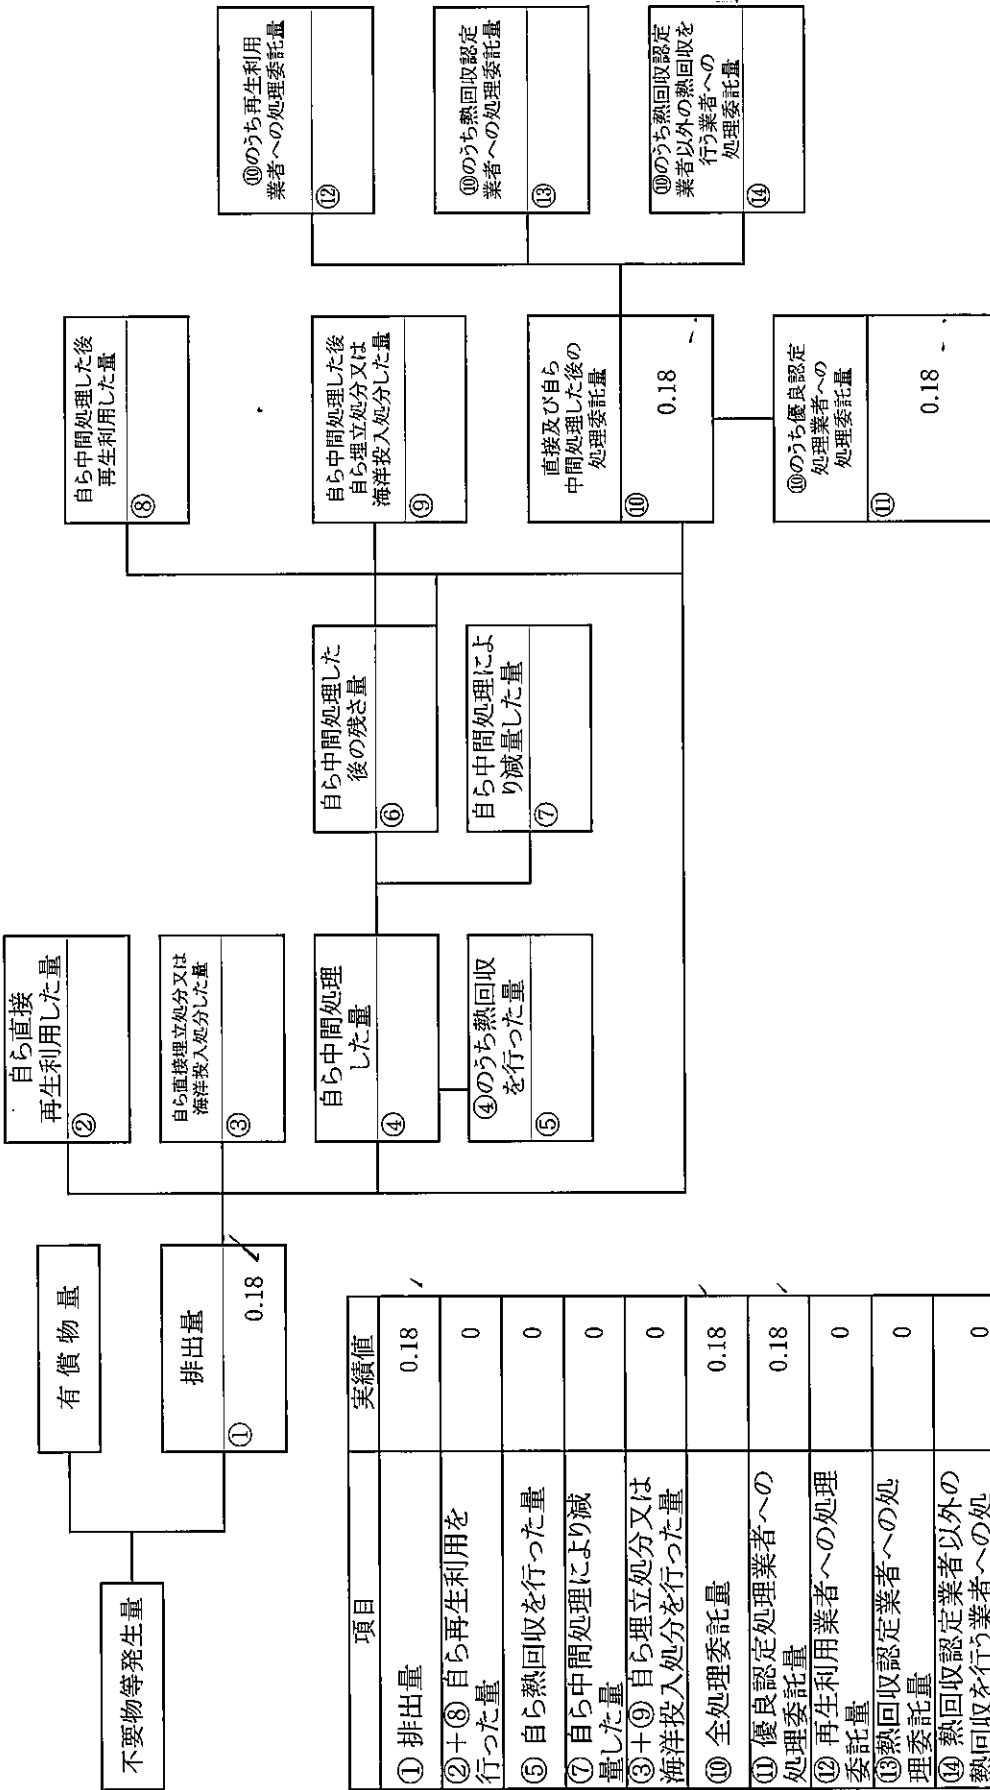 不要物等発生量
有償物量
排出量
①
0.18
自ら直接
再生利用した量
②
自ら直接埋立処分又は
海洋投入処分した量
③
自ら中間処理
した量
④
④のうち熱回収
を行った量
⑤
自ら中間処理した
後の残さ量
⑥
自ら中間処理によ
り減量した量
⑦
自ら中間処理した後
再生利用した量
⑧
自ら中間処理した後
自ら埋立処分又は
海洋投入処分した量
⑨
直接及び自ら
中間処理した後の
処理委託量
⑩
0.18
⑩のうち優良認定
処理業者への
処理委託量
⑪
0.18
⑩のうち再生利用
業者への処理委託量
⑫
⑩のうち熱回収認定
業者への処理委託量
⑬
⑩のうち熱回収認定
業者以外の熱回収を
行う業者への
処理委託量
⑭
項目 実績値
① 排出量 0.18
②+⑧ 自ら再生利用を
行った量 0
⑤ 自ら熱回収を行った量 0
⑦ 自ら中間処理により減
量した量 0
③+⑨ 自ら埋立処分又は
海洋投入処分を行った量 0
⑩ 全処理委託量 0.18
⑪ 優良認定処理業者への
処理委託量 0.18
⑫ 再生利用業者への処理
委託量 0
⑬熱回収認定業者への処
理委託量 0
⑭ 熱回収認定業者以外の
熱回収を行う業者への処 0